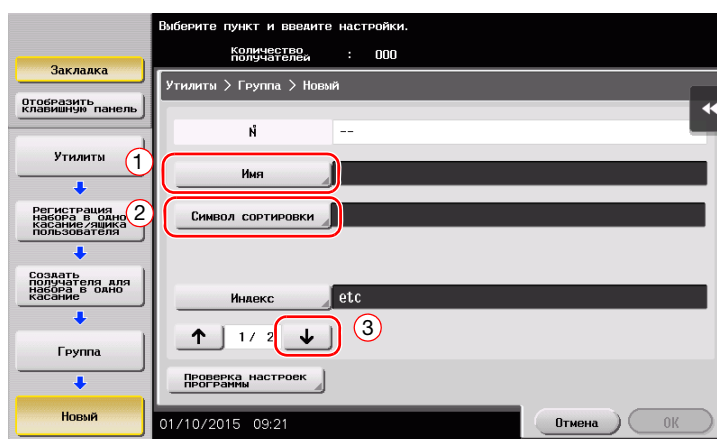 Выберите пункт и введите настройки.
Количество
получателей : 000
Закладка
Отобразить
клавишную панель
Утилиты
Регистрация
набора в одно
касание/ящика
пользователя
Создать
получателя для
набора в одно
касание
Группа
Новый
Утилиты > Группа > Новый
№ --
1
Имя
2
Символ сортировки
Индекс etc
↑ 1/ 2 ↓ 3
Проверка настроек
программы
01/10/2015 09:21
Отмена OK